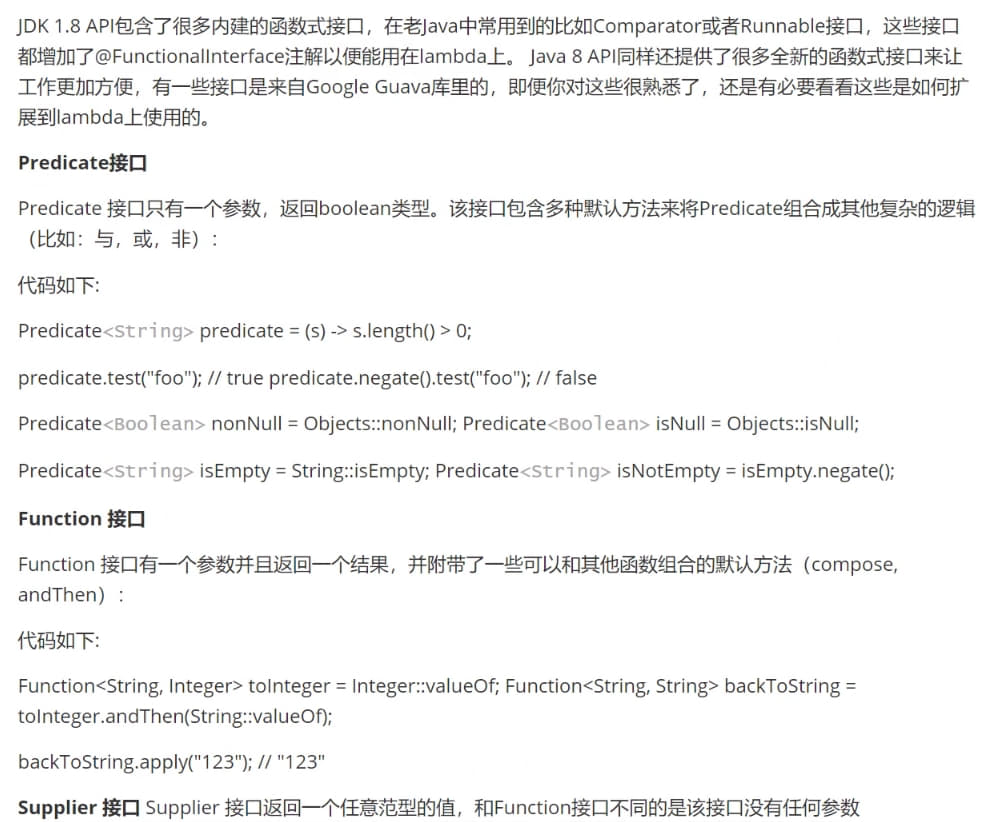 JDK 1.8 API包含了很多内建的函数式接口，在老Java中常用到的比如Comparator或者Runnable接口，这些接口
都增加了@FunctionalInterface注解以便能用在lambda上。 Java 8 API同样还提供了很多全新的函数式接口来让
工作更加方便，有一些接口是来自Google Guava库里的，即便你对这些很熟悉了，还是有必要看看这些是如何扩
展到lambda上使用的。
Predicate接口
Predicate 接口只有一个参数，返回boolean类型。该接口包含多种默认方法来将Predicate组合成其他复杂的逻辑
（比如：与，或，非）：
代码如下:
Predicate<String> predicate = (s) -> s.length() > 0;
predicate.test("foo"); // true predicate.negate().test("foo"); // false
Predicate<Boolean> nonNull = Objects::nonNull; Predicate<Boolean> isNull = Objects::isNull;
Predicate<String> isEmpty = String::isEmpty; Predicate<String> isNotEmpty = isEmpty.negate();
Function 接口
Function 接口有一个参数并且返回一个结果，并附带了一些可以和其他函数组合的默认方法（compose,
andThen）：
代码如下:
Function<String, Integer> toInteger = Integer::valueOf; Function<String, String> backToString =
toInteger.andThen(String::valueOf);
backToString.apply("123"); // "123"
Supplier 接口 Supplier 接口返回一个任意范型的值，和Function接口不同的是该接口没有任何参数